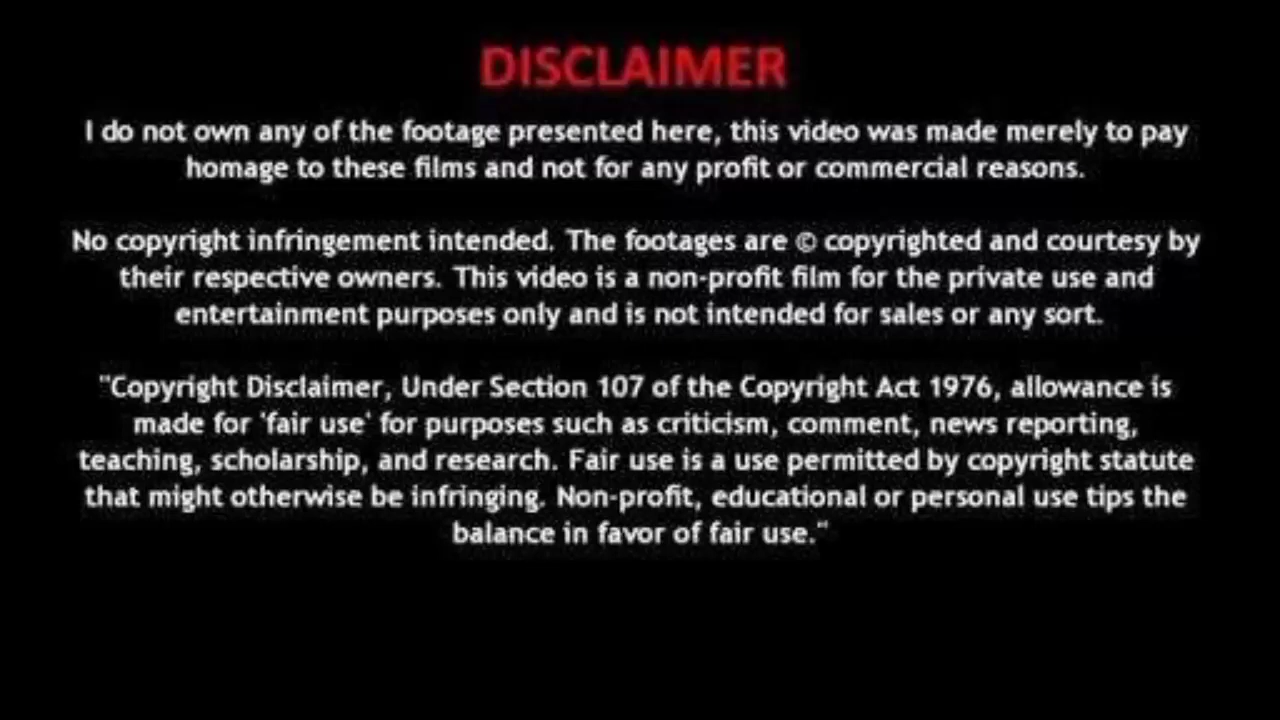 DISCLAIMER
I do not own any of the footage presented here, this video was made merely to pay
homage to these films and not for any profit or commercial reasons.
No copyright infringement intended. The footages are © copyrighted and courtesy by
their respective owners. This video is a non-profit film for the private use and
entertainment purposes only and is not intended for sales or any sort.
"Copyright Disclaimer, Under Section 107 of the Copyright Act 1976, allowance is
made for 'fair use' for purposes such as criticism, comment, news reporting,
teaching, scholarship, and research. Fair use is a use permitted by copyright statute
that might otherwise be infringing. Non-profit, educational or personal use tips the
balance in favor of fair use."